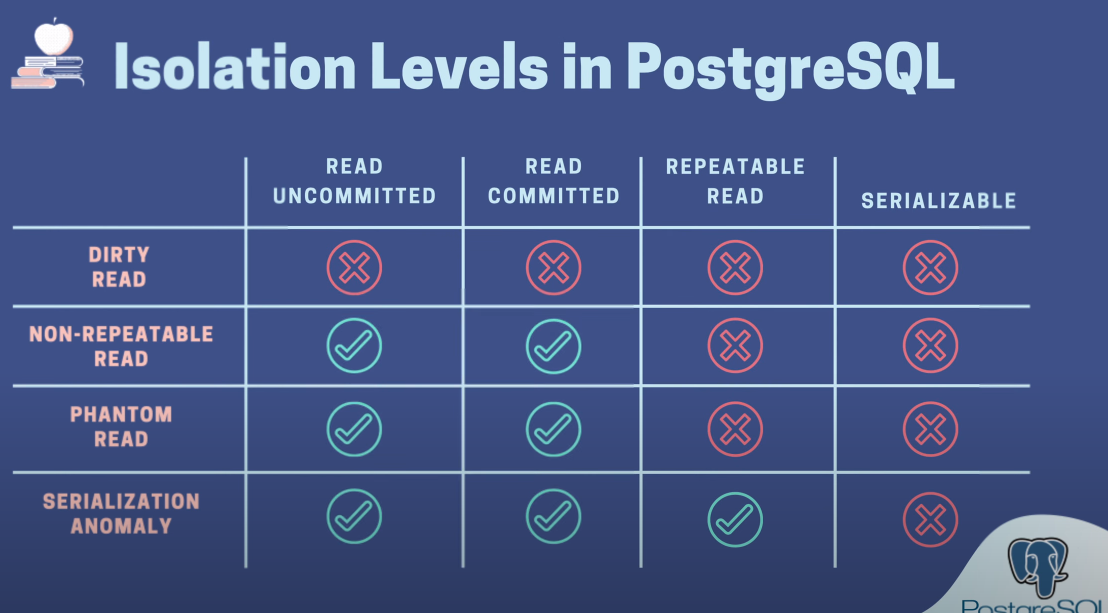 Isolation Levels in PostgreSQL
READ
UNCOMMITTED
READ
COMMITTED
REPEATABLE
READ
SERIALIZABLE
DIRTY
READ
NON-REPEATABLE
READ
PHANTOM
READ
SERIALIZATION
ANOMALY
PostgreSQL